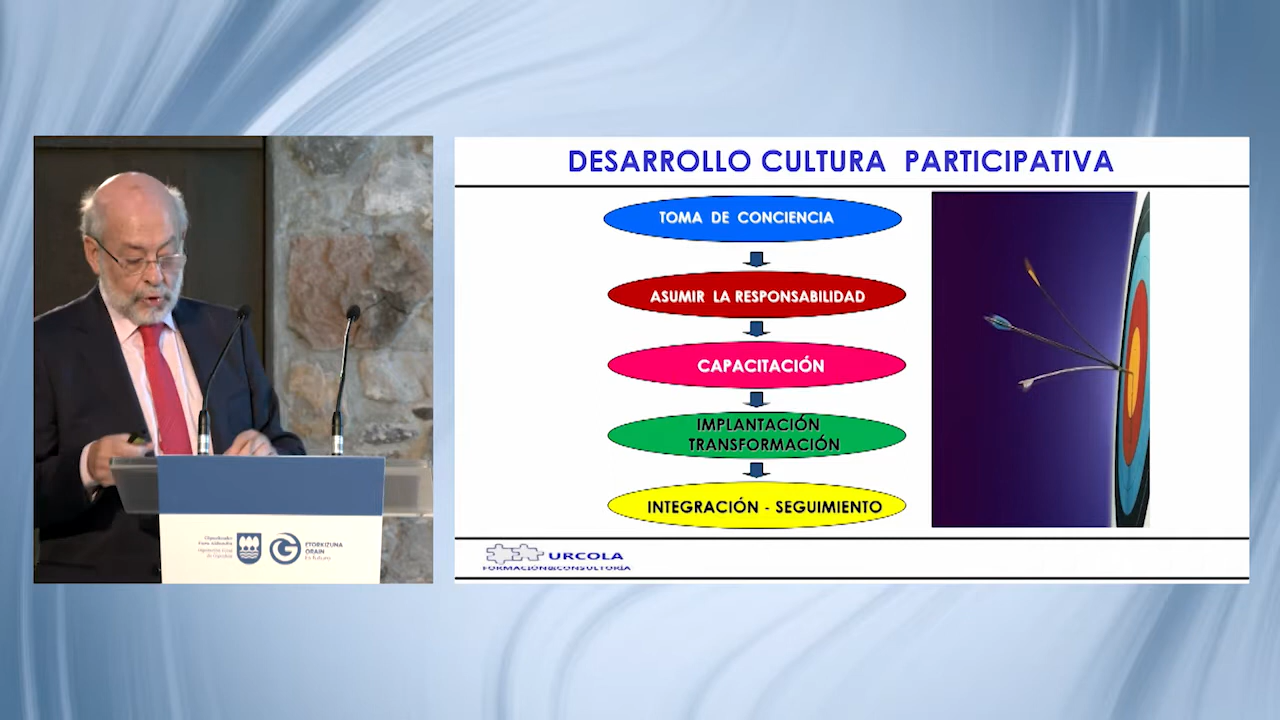 DESARROLLO CULTURA PARTICIPATIVA
TOMA DE CONCIENCIA
ASUMIR LA RESPONSABILIDAD
CAPACITACIÓN
IMPLANTACIÓN
TRANSFORMACIÓN
INTEGRACIÓN - SEGUIMIENTO
URCOLA
FORMACIÓN&CONSULTORÍA
ETORKIZUNA
ORAIN